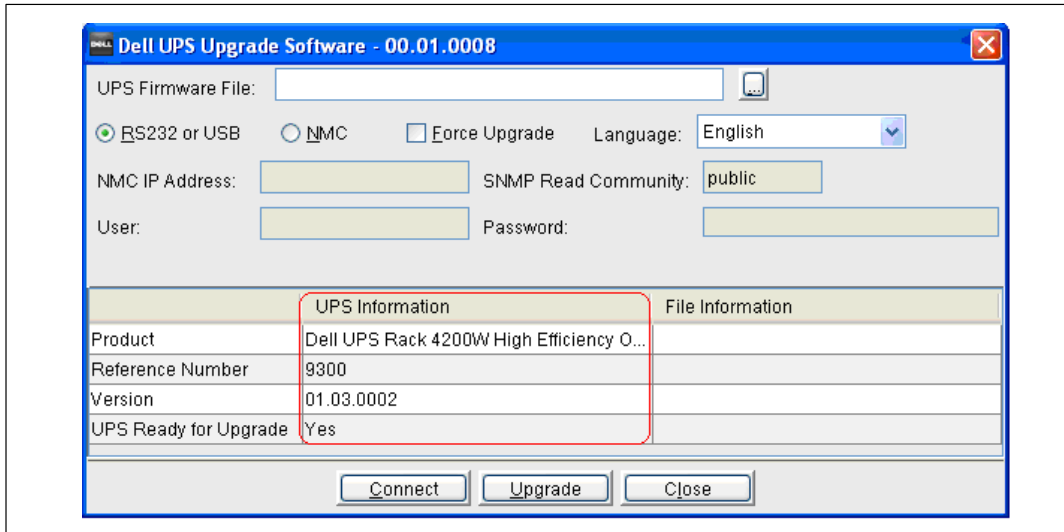 DELL Dell UPS Upgrade Software - 00.01.0008
UPS Firmware File: ...
RS232 or USB NMC Force Upgrade Language: English
NMC IP Address: SNMP Read Community: public
User: Password:
UPS Information File Information
Product Dell UPS Rack 4200W High Efficiency O...
Reference Number 9300
Version 01.03.0002
UPS Ready for Upgrade Yes
Connect Upgrade Close